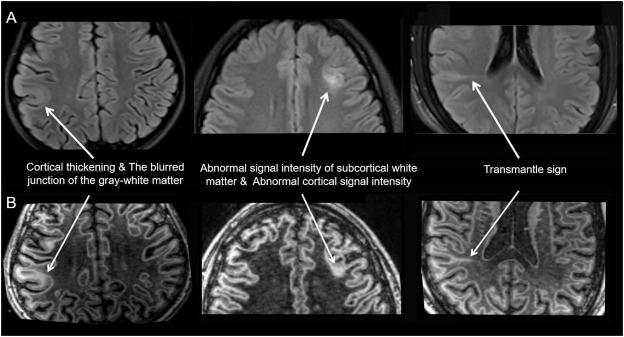 A
Cortical thickening & The blurred
junction of the gray-white matter
Abnormal signal intensity of subcortical white
matter & Abnormal cortical signal intensity
Transmantle sign
B